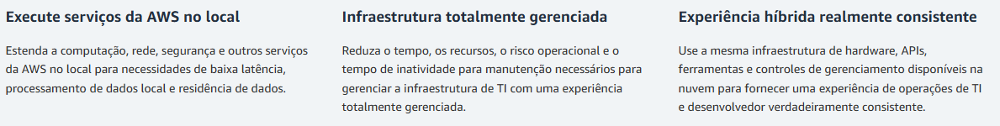 Execute serviços da AWS no local
Estenda a computação, rede, segurança e outros serviços
da AWS no local para necessidades de baixa latência,
processamento de dados local e residência de dados.
Infraestrutura totalmente gerenciada
Reduza o tempo, os recursos, o risco operacional e o
tempo de inatividade para manutenção necessários para
gerenciar a infraestrutura de TI com uma experiência
totalmente gerenciada.
Experiência híbrida realmente consistente
Use a mesma infraestrutura de hardware, APIs,
ferramentas e controles de gerenciamento disponíveis na
nuvem para fornecer uma experiência de operações de TI
e desenvolvedor verdadeiramente consistente.